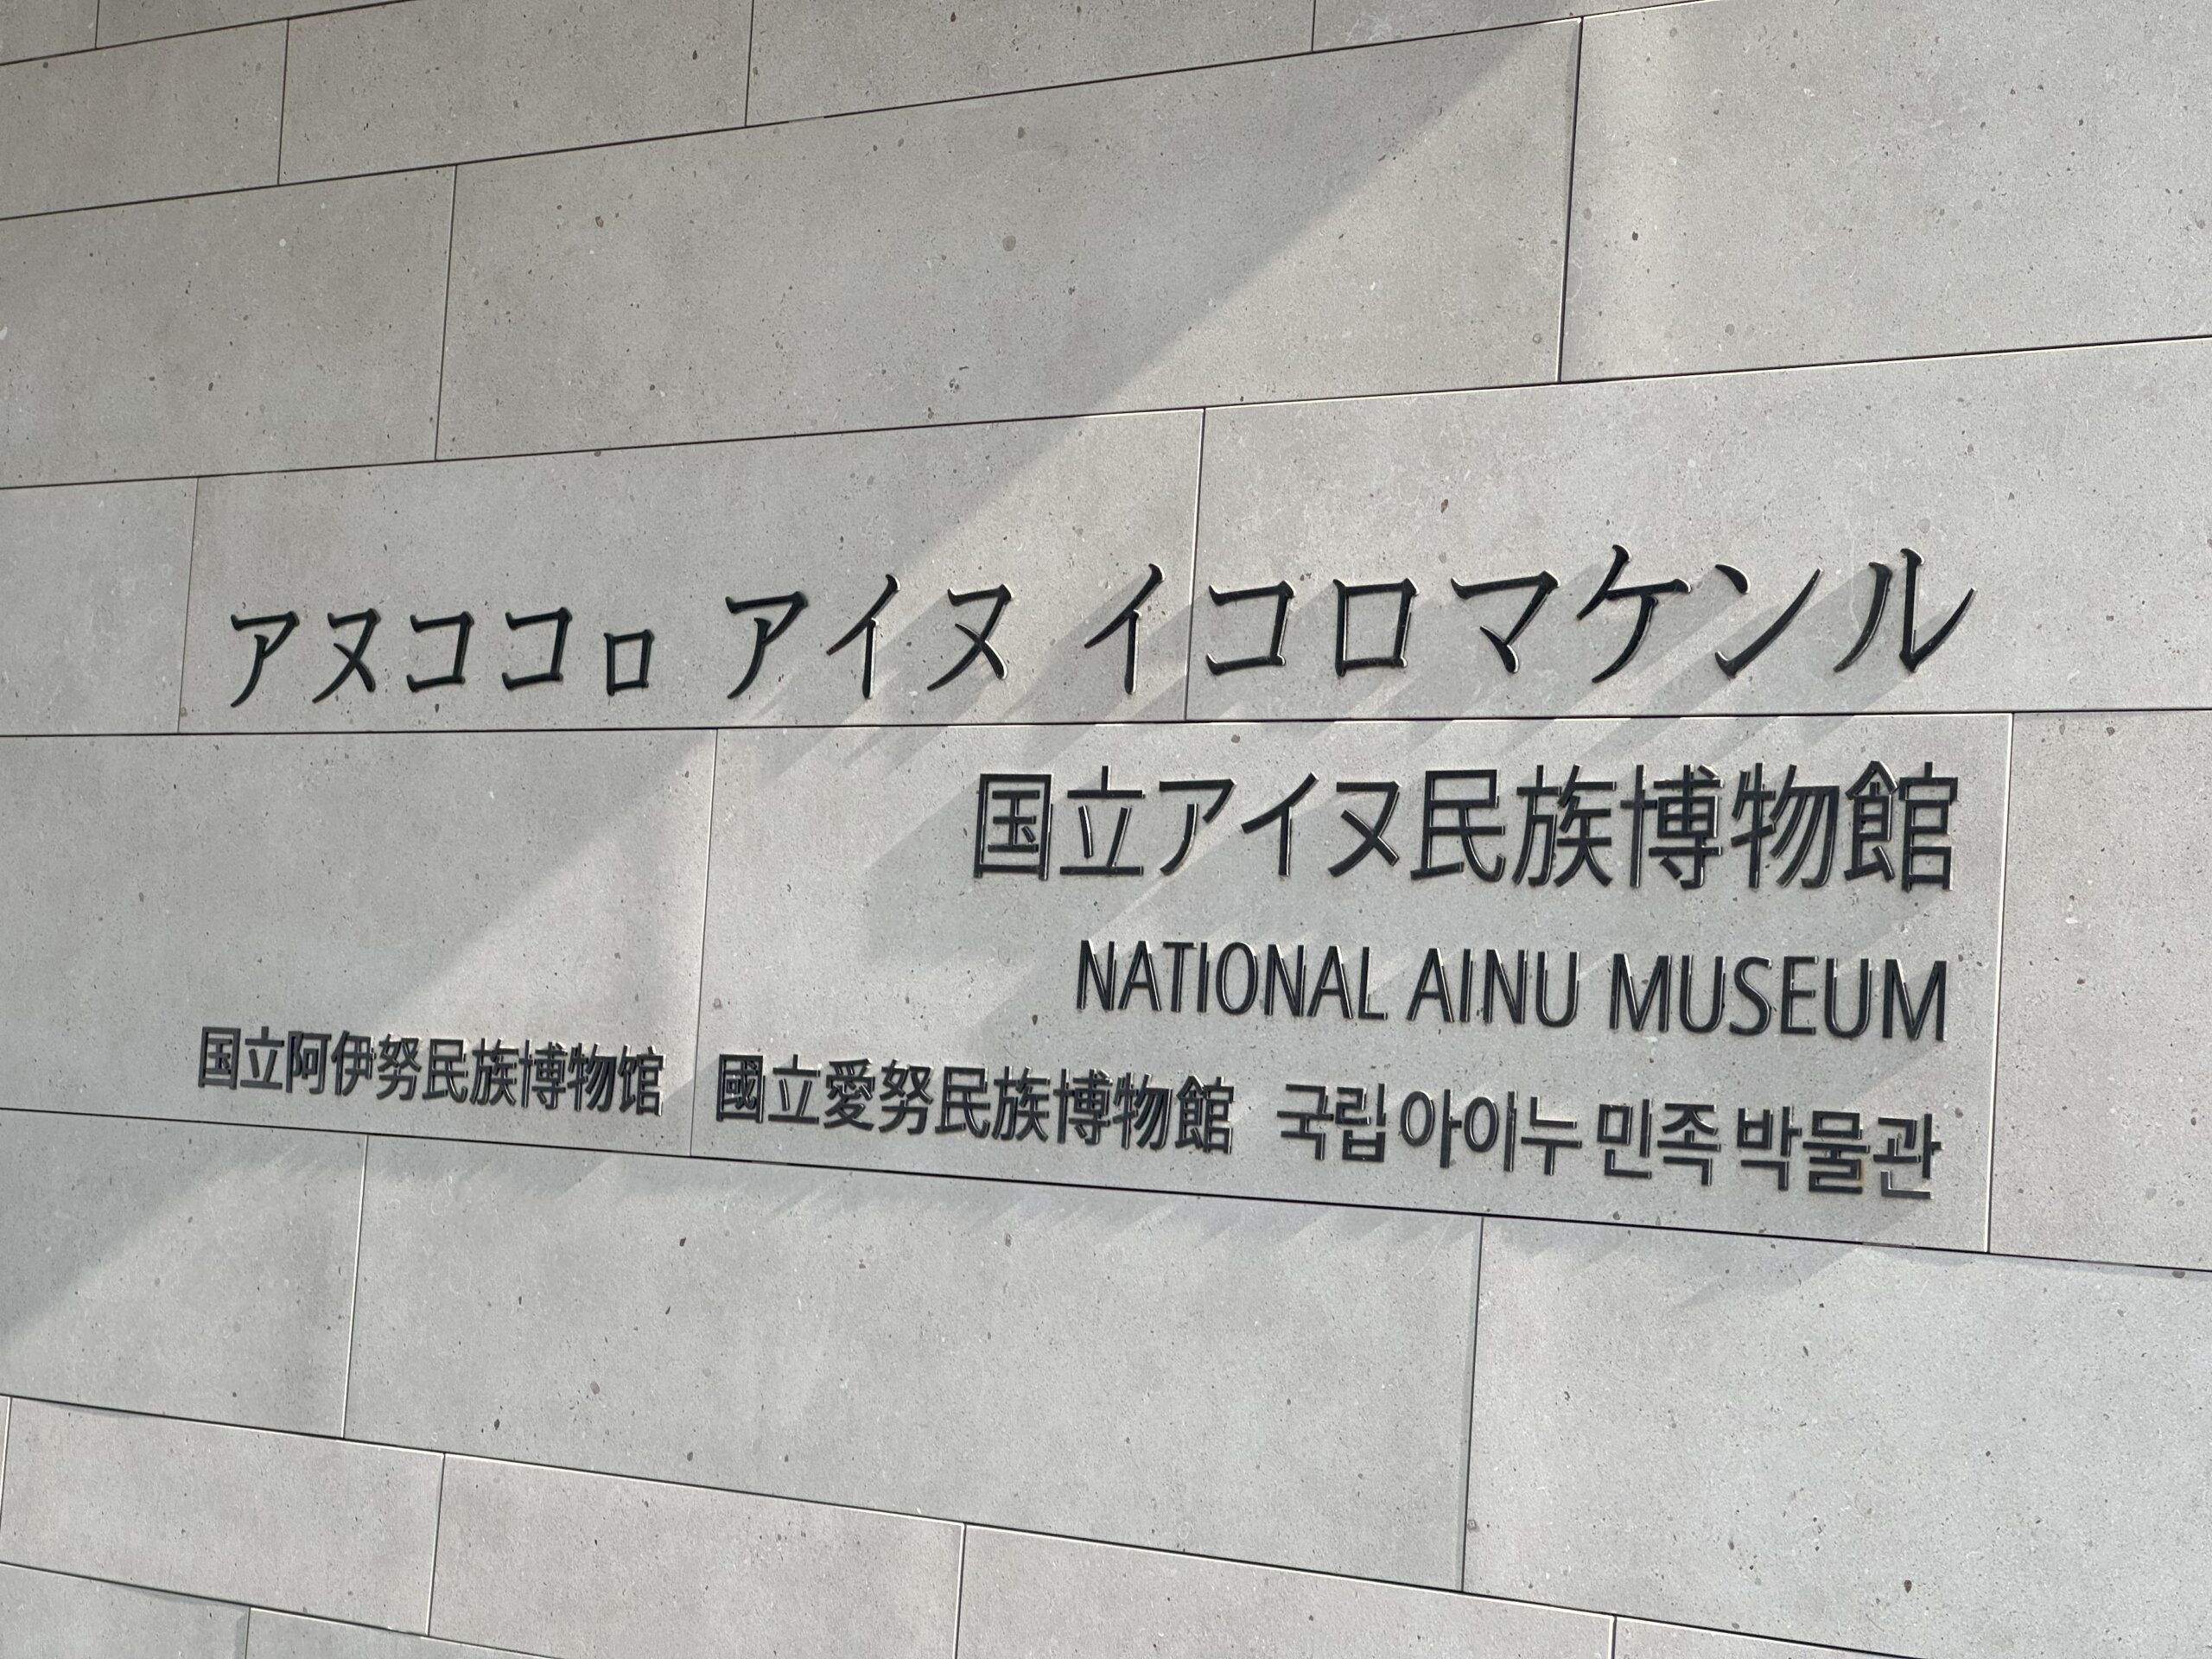 アヌココㇿ アイヌ イコロマケンル
国立アイヌ民族博物館
NATIONAL AINU MUSEUM
国立阿伊努民族博物馆 國立愛努民族博物館 국립아이누민족박물관